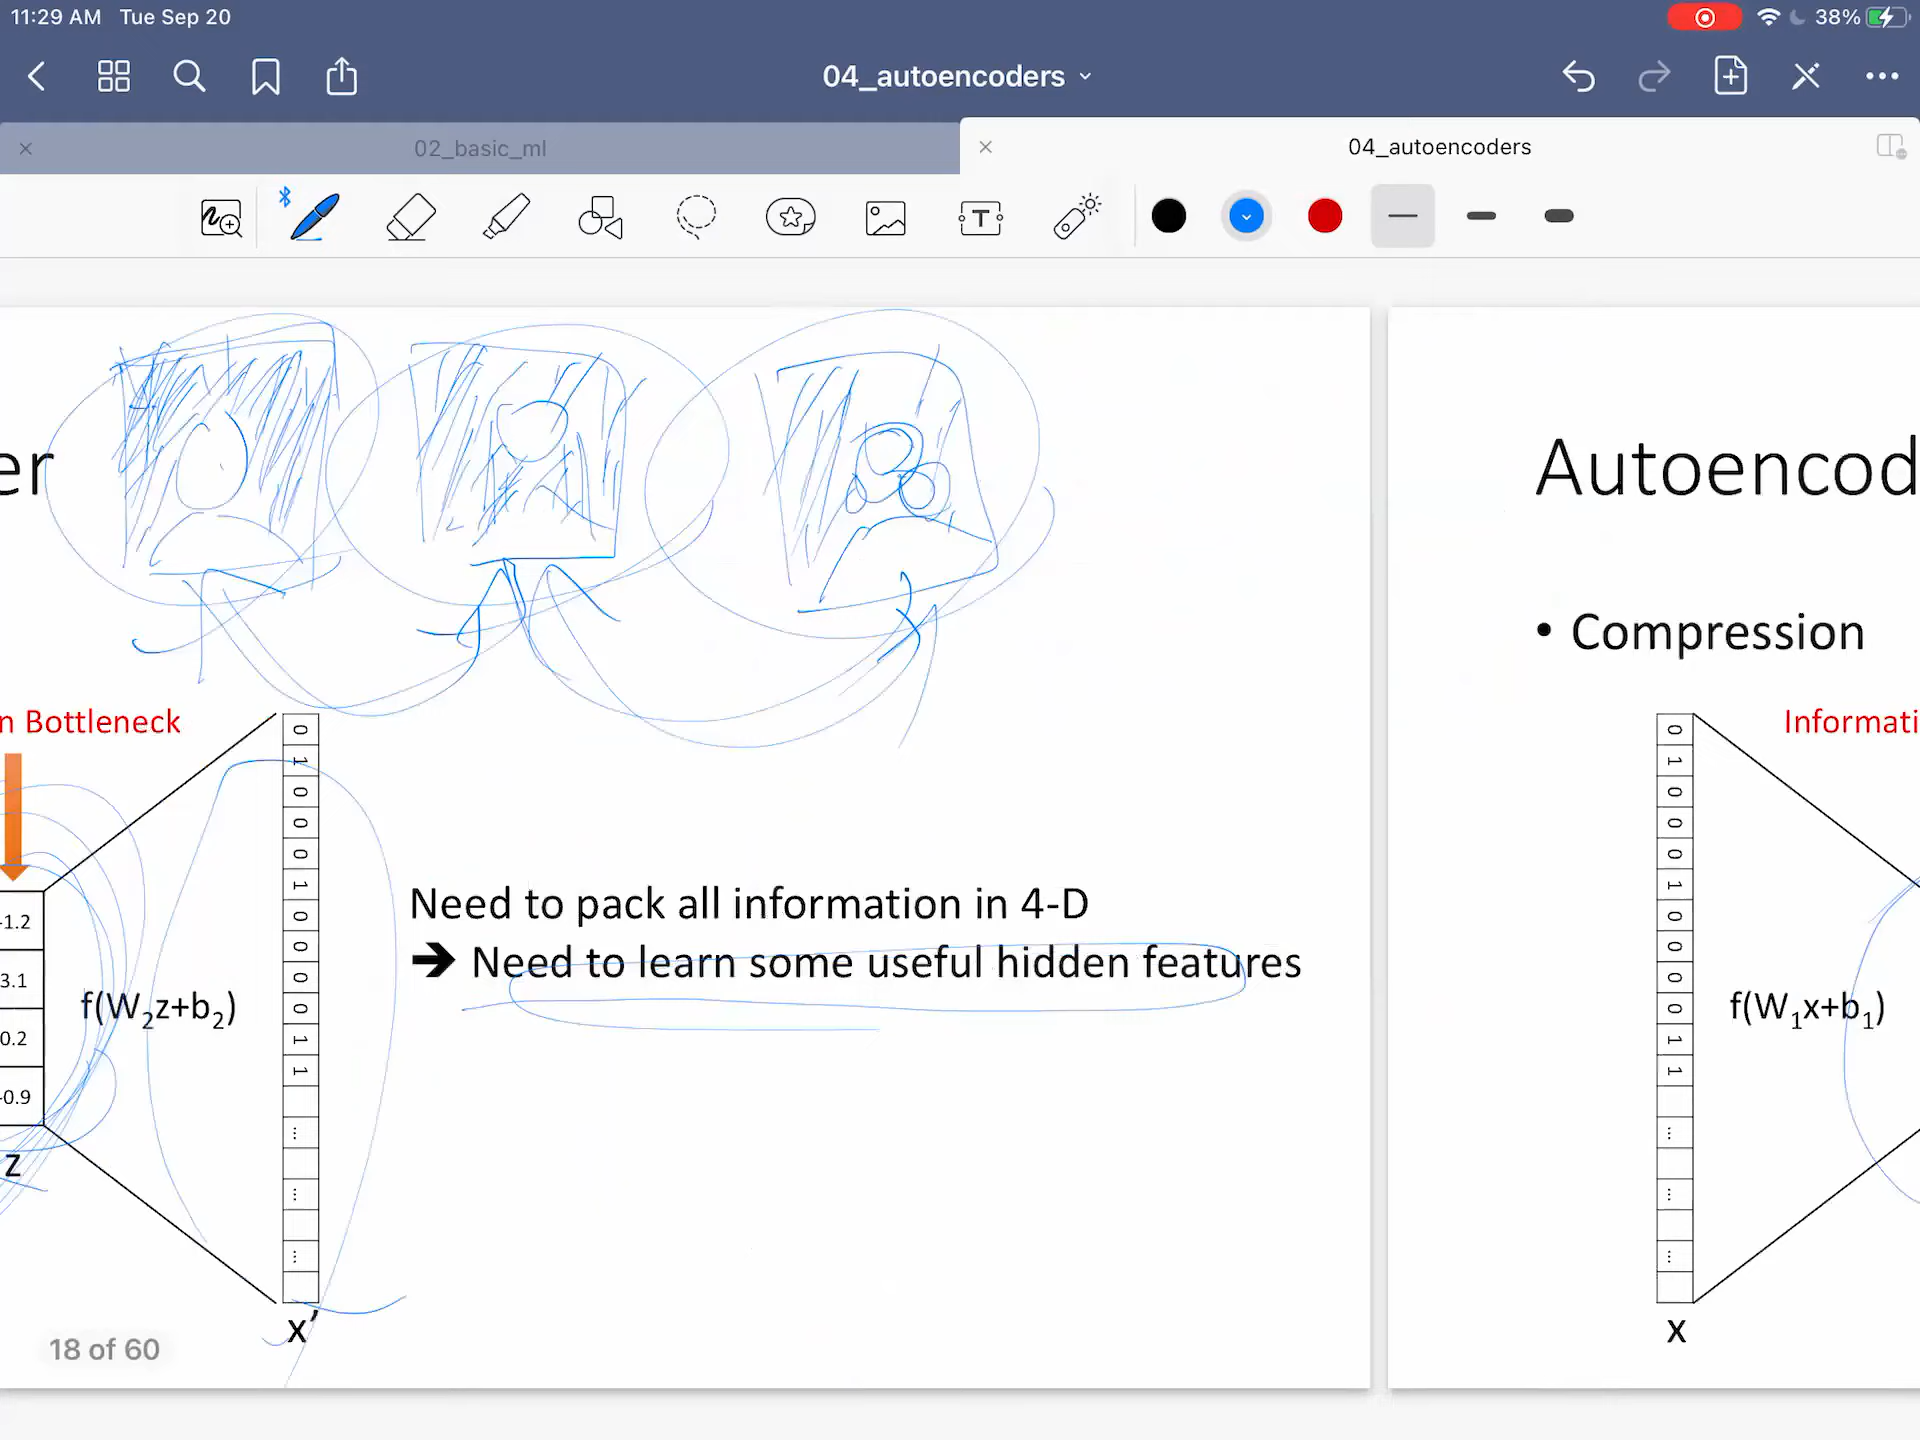 11:29 AM Tue Sep 20
38%
04_autoencoders
02_basic_ml
04_autoencoders
T
er
n Bottleneck
0
1
0
0
0
1
0
0
0
0
1
1
...
...
...
-1.2
3.1
0.2
-0.9
z
f(W2z+b2)
x'
Need to pack all information in 4-D
➔ Need to learn some useful hidden features
18 of 60
Autoencod
• Compression
Informati
0
1
0
0
0
1
0
0
0
0
1
1
...
...
...
f(W1x+b1)
x